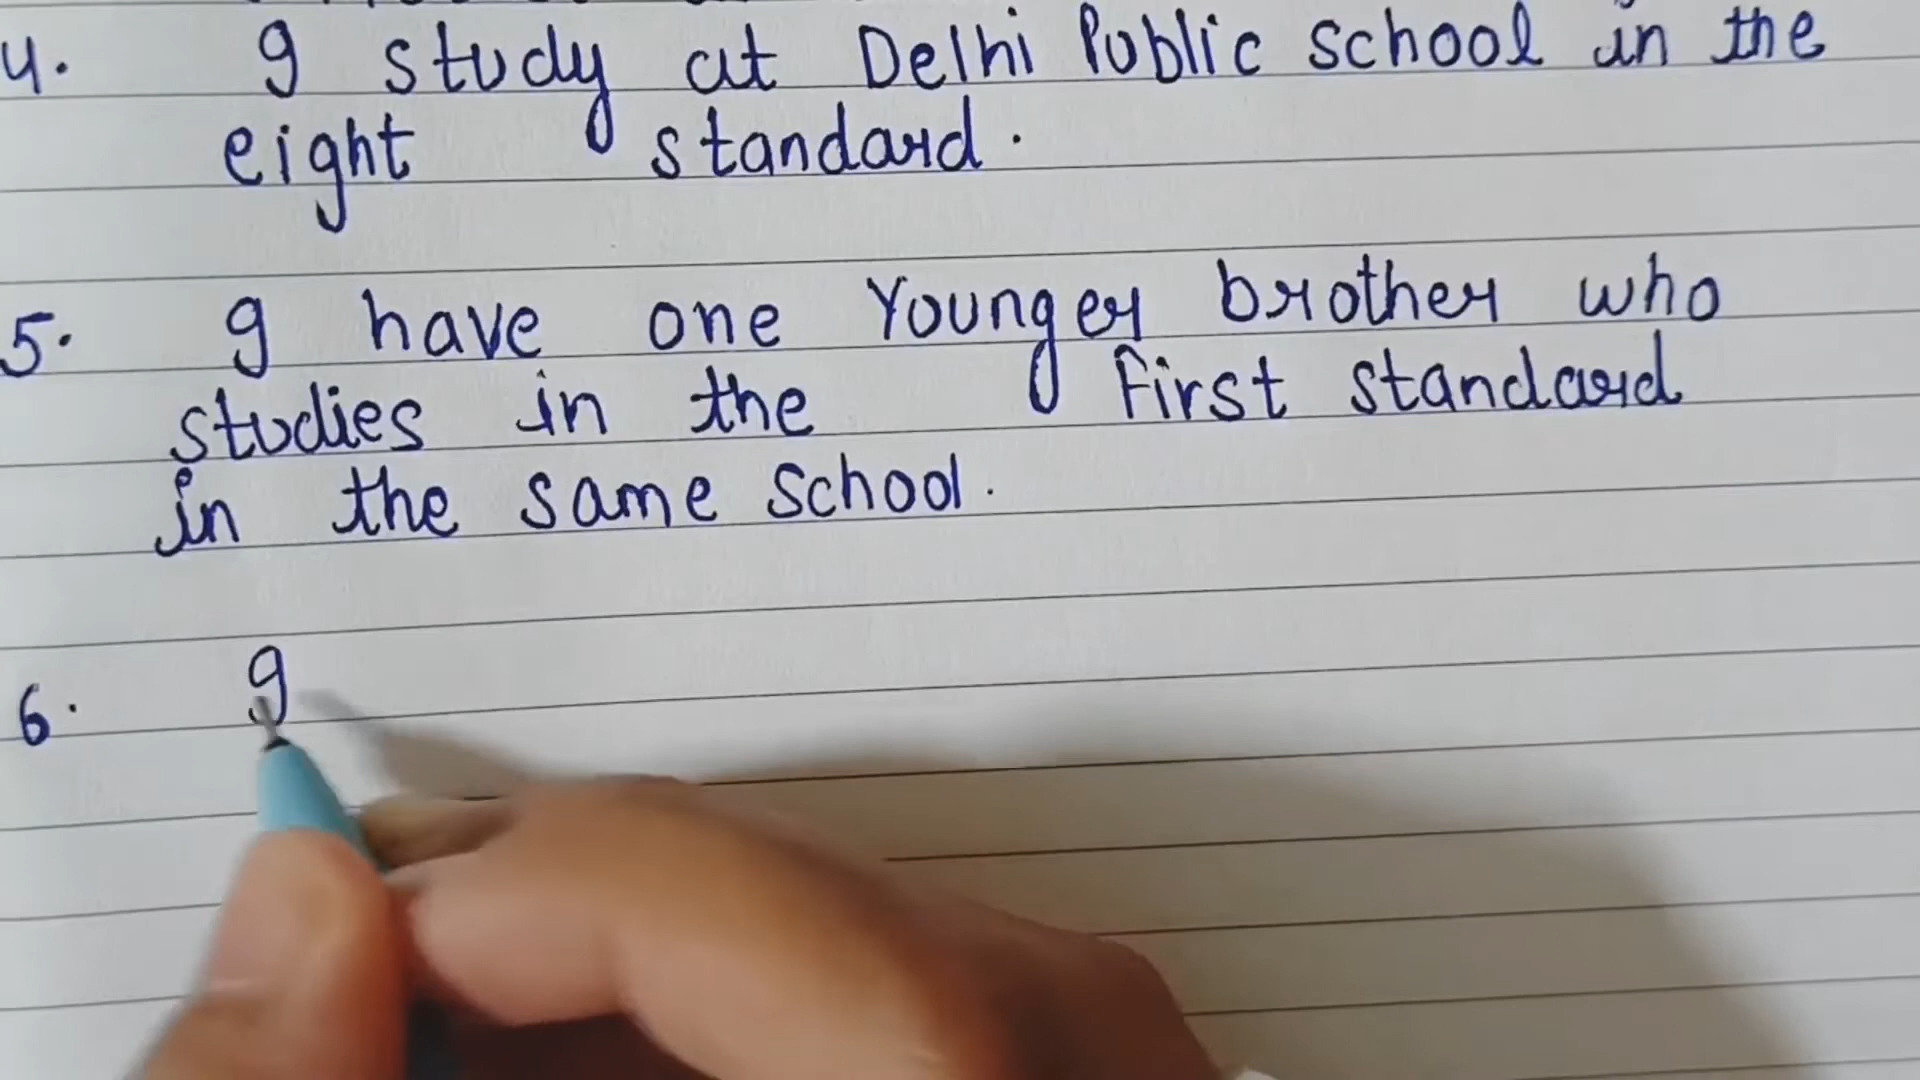 4. I study at Delhi Public school in the
eight standard.
5. I have one Younger brother who
studies in the first standard
in the same school.
6. I